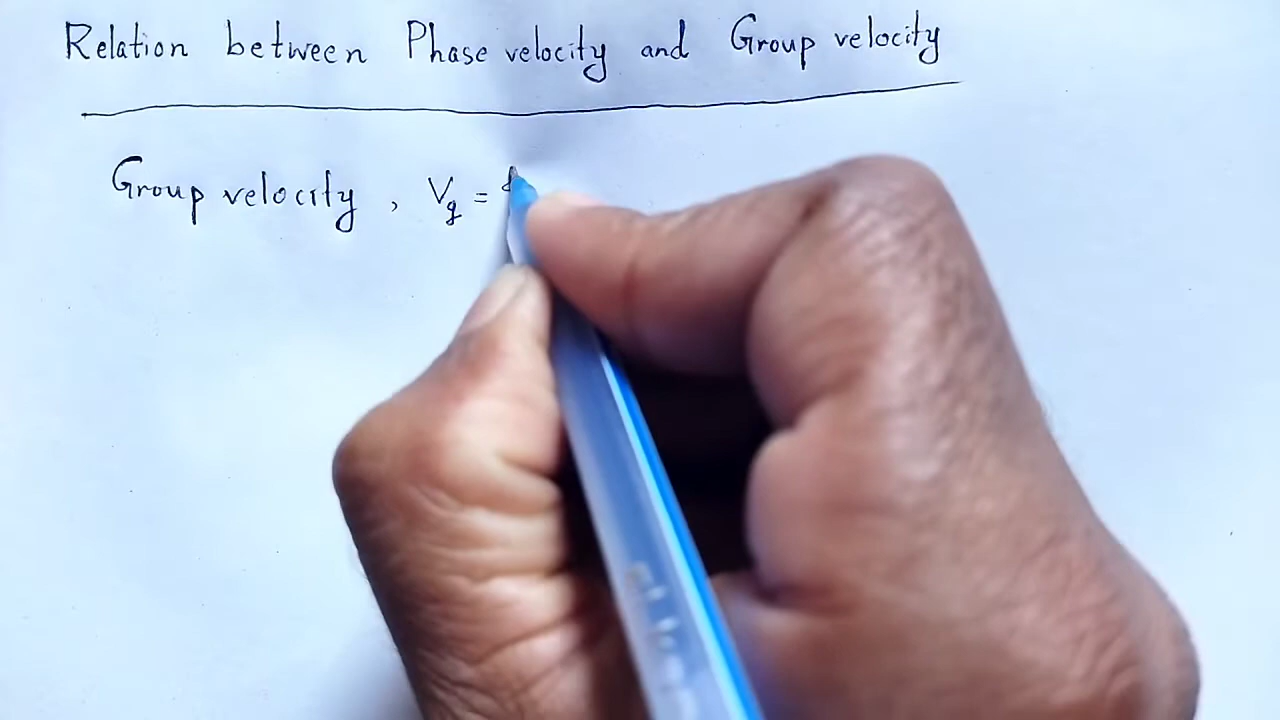 Relation between Phase velocity and Group velocity
Group velocity , Vg = d